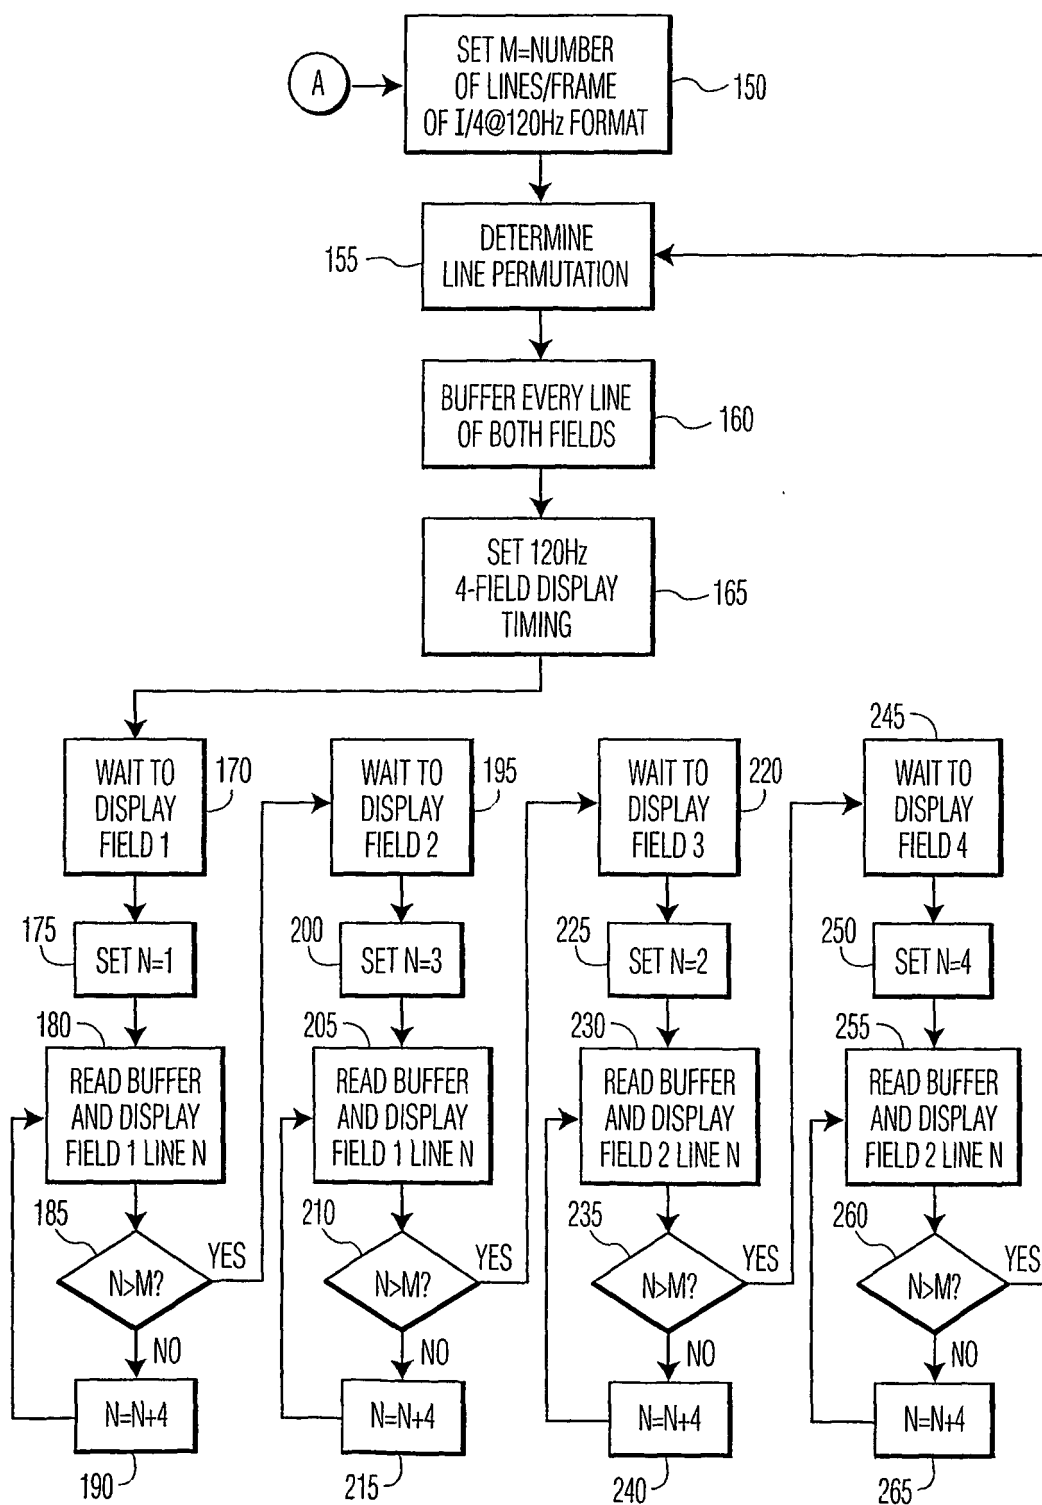 A
SET M=NUMBER
OF LINES/FRAME
OF I/4@120Hz FORMAT
150
DETERMINE
LINE PERMUTATION
155
BUFFER EVERY LINE
OF BOTH FIELDS
160
SET 120Hz
4-FIELD DISPLAY
TIMING
165
WAIT TO
DISPLAY
FIELD 1
170
175
SET N=1
180
READ BUFFER
AND DISPLAY
FIELD 1 LINE N
185
N>M?
YES
NO
N=N+4
190
WAIT TO
DISPLAY
FIELD 2
195
200
SET N=3
205
READ BUFFER
AND DISPLAY
FIELD 1 LINE N
210
N>M?
YES
NO
N=N+4
215
WAIT TO
DISPLAY
FIELD 3
220
225
SET N=2
230
READ BUFFER
AND DISPLAY
FIELD 2 LINE N
235
N>M?
YES
NO
N=N+4
240
245
WAIT TO
DISPLAY
FIELD 4
250
SET N=4
255
READ BUFFER
AND DISPLAY
FIELD 2 LINE N
260
N>M?
YES
NO
N=N+4
265